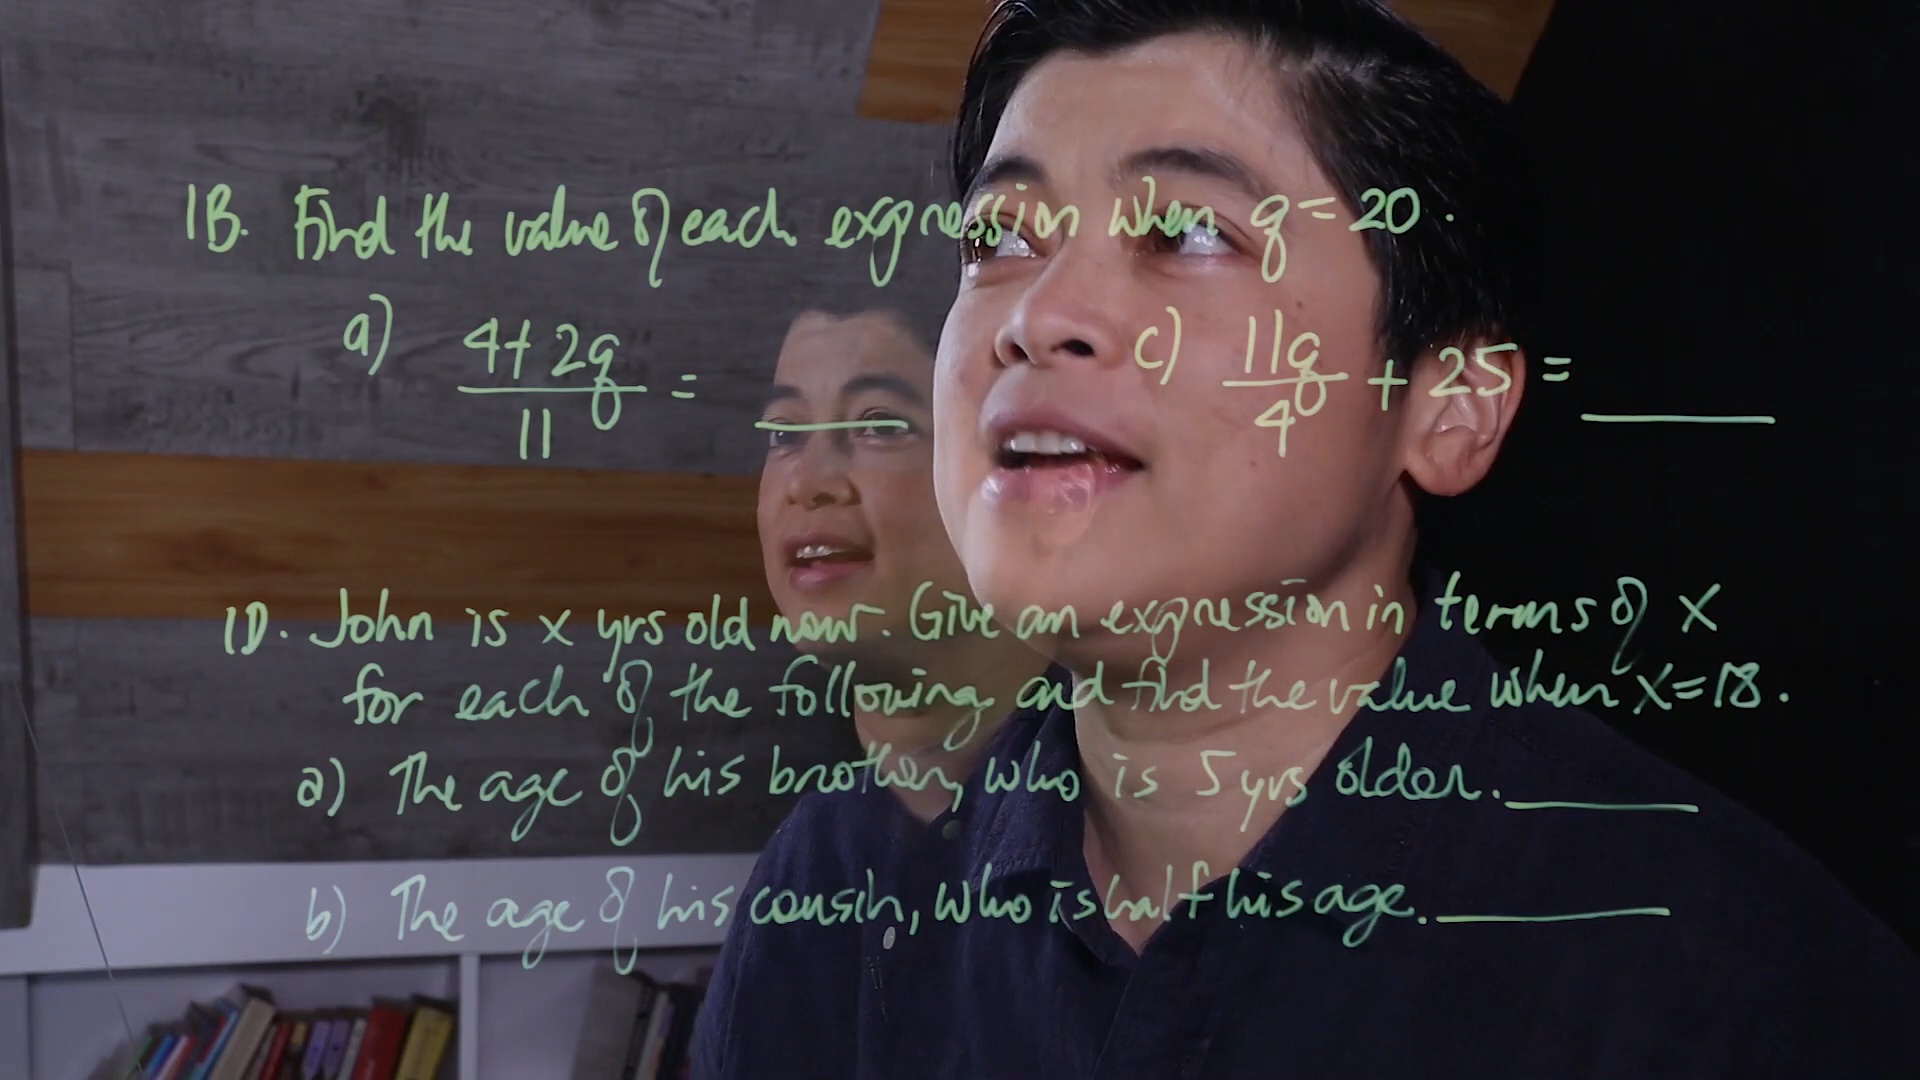 1B. Find the value of each expression when q = 20.
a) 4 + 2q / 11 = ____ c) 11q / 4 + 25 = ____
1D. John is x yrs old now. Give an expression in terms of x
for each of the following and find the value when x = 18.
a) The age of his brother, who is 5 yrs older. ____
b) The age of his cousin, who is half his age. ____